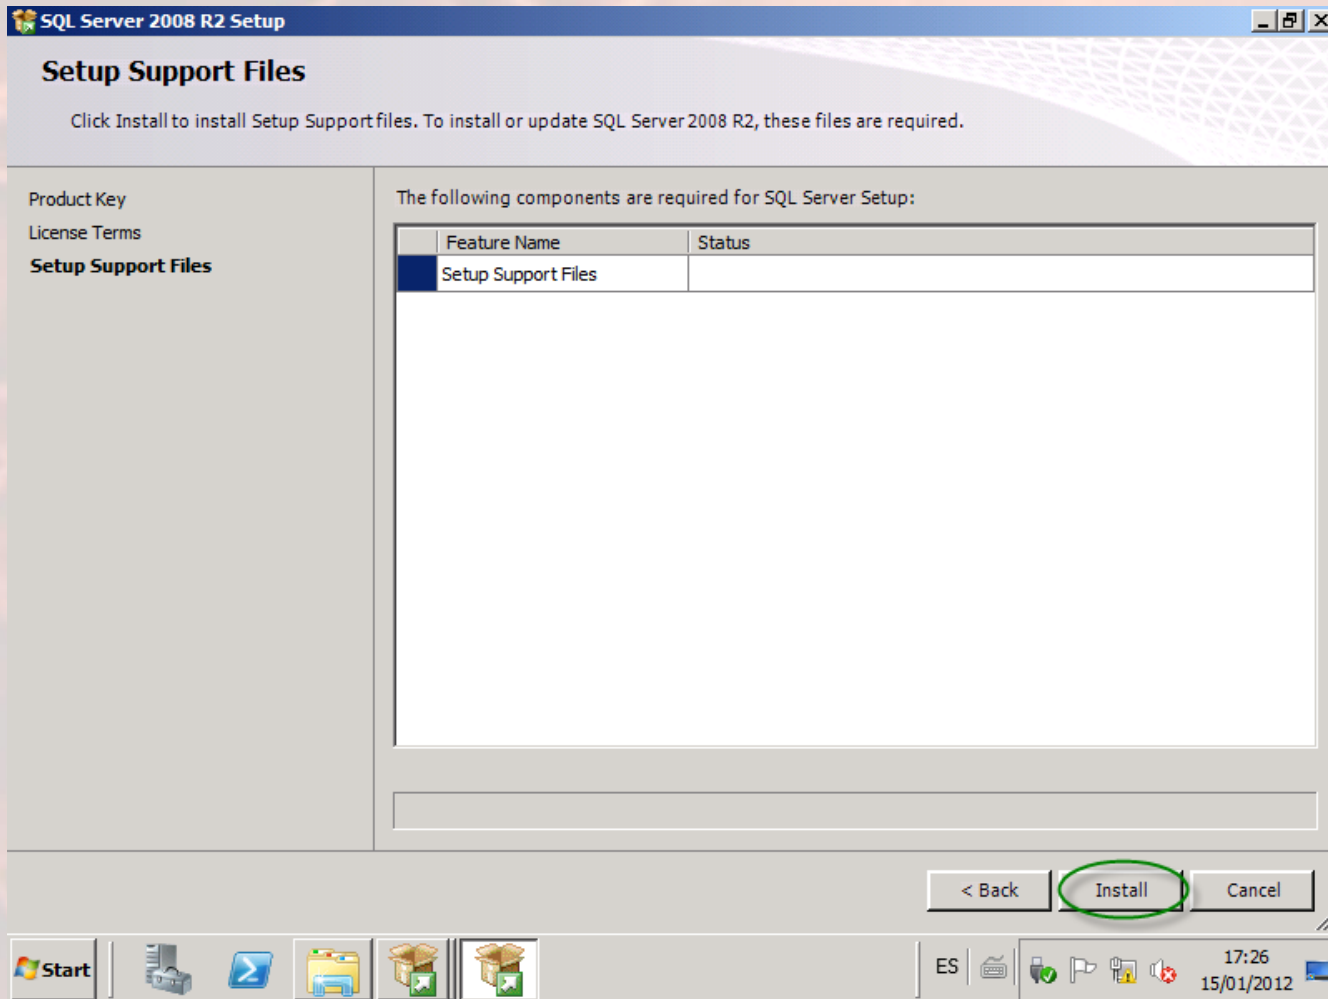 SQL Server 2008 R2 Setup
Setup Support Files
Click Install to install Setup Support files. To install or update SQL Server 2008 R2, these files are required.
Product Key
License Terms
Setup Support Files
The following components are required for SQL Server Setup:
Feature Name Status
Setup Support Files
< Back Install Cancel
Start ES 17:26
15/01/2012